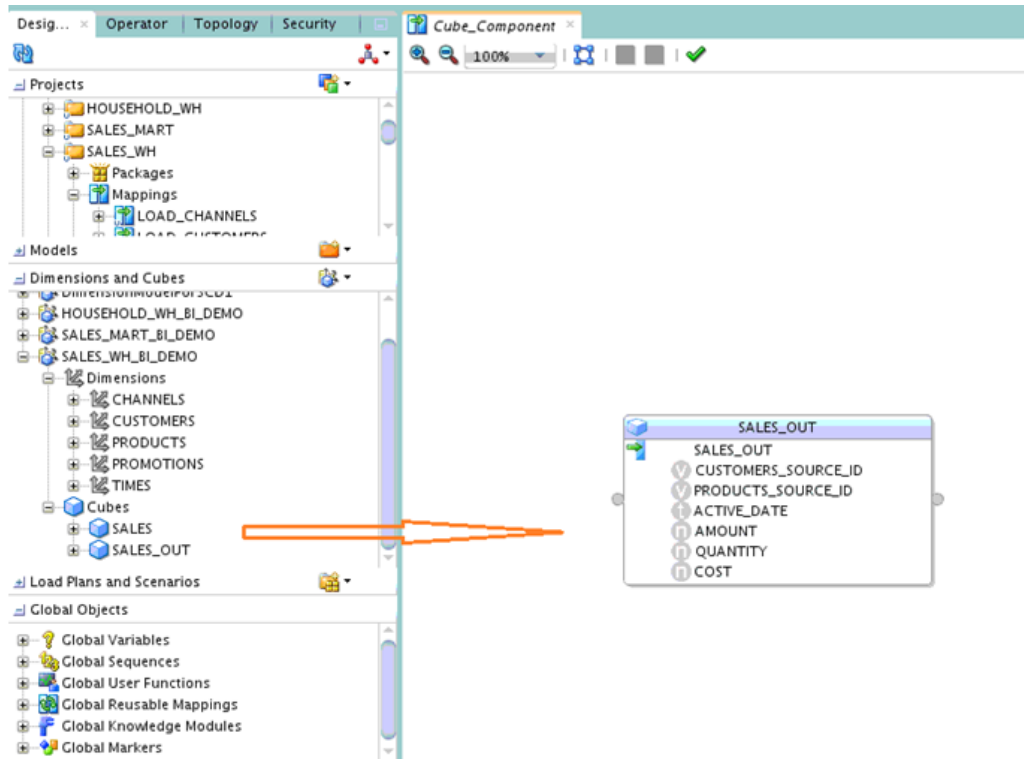 Desig...
Operator
Topology
Security
Cube_Component
100%
Projects
HOUSEHOLD_WH
SALES_MART
SALES_WH
Packages
Mappings
LOAD_CHANNELS
LOAD_CUSTOMERS
Models
Dimensions and Cubes
DimensionModelForSCD1
HOUSEHOLD_WH_BI_DEMO
SALES_MART_BI_DEMO
SALES_WH_BI_DEMO
Dimensions
CHANNELS
CUSTOMERS
PRODUCTS
PROMOTIONS
TIMES
Cubes
SALES
SALES_OUT
Load Plans and Scenarios
Global Objects
Global Variables
Global Sequences
Global User Functions
Global Reusable Mappings
Global Knowledge Modules
Global Markers
SALES_OUT
SALES_OUT
V CUSTOMERS_SOURCE_ID
V PRODUCTS_SOURCE_ID
t ACTIVE_DATE
n AMOUNT
n QUANTITY
n COST